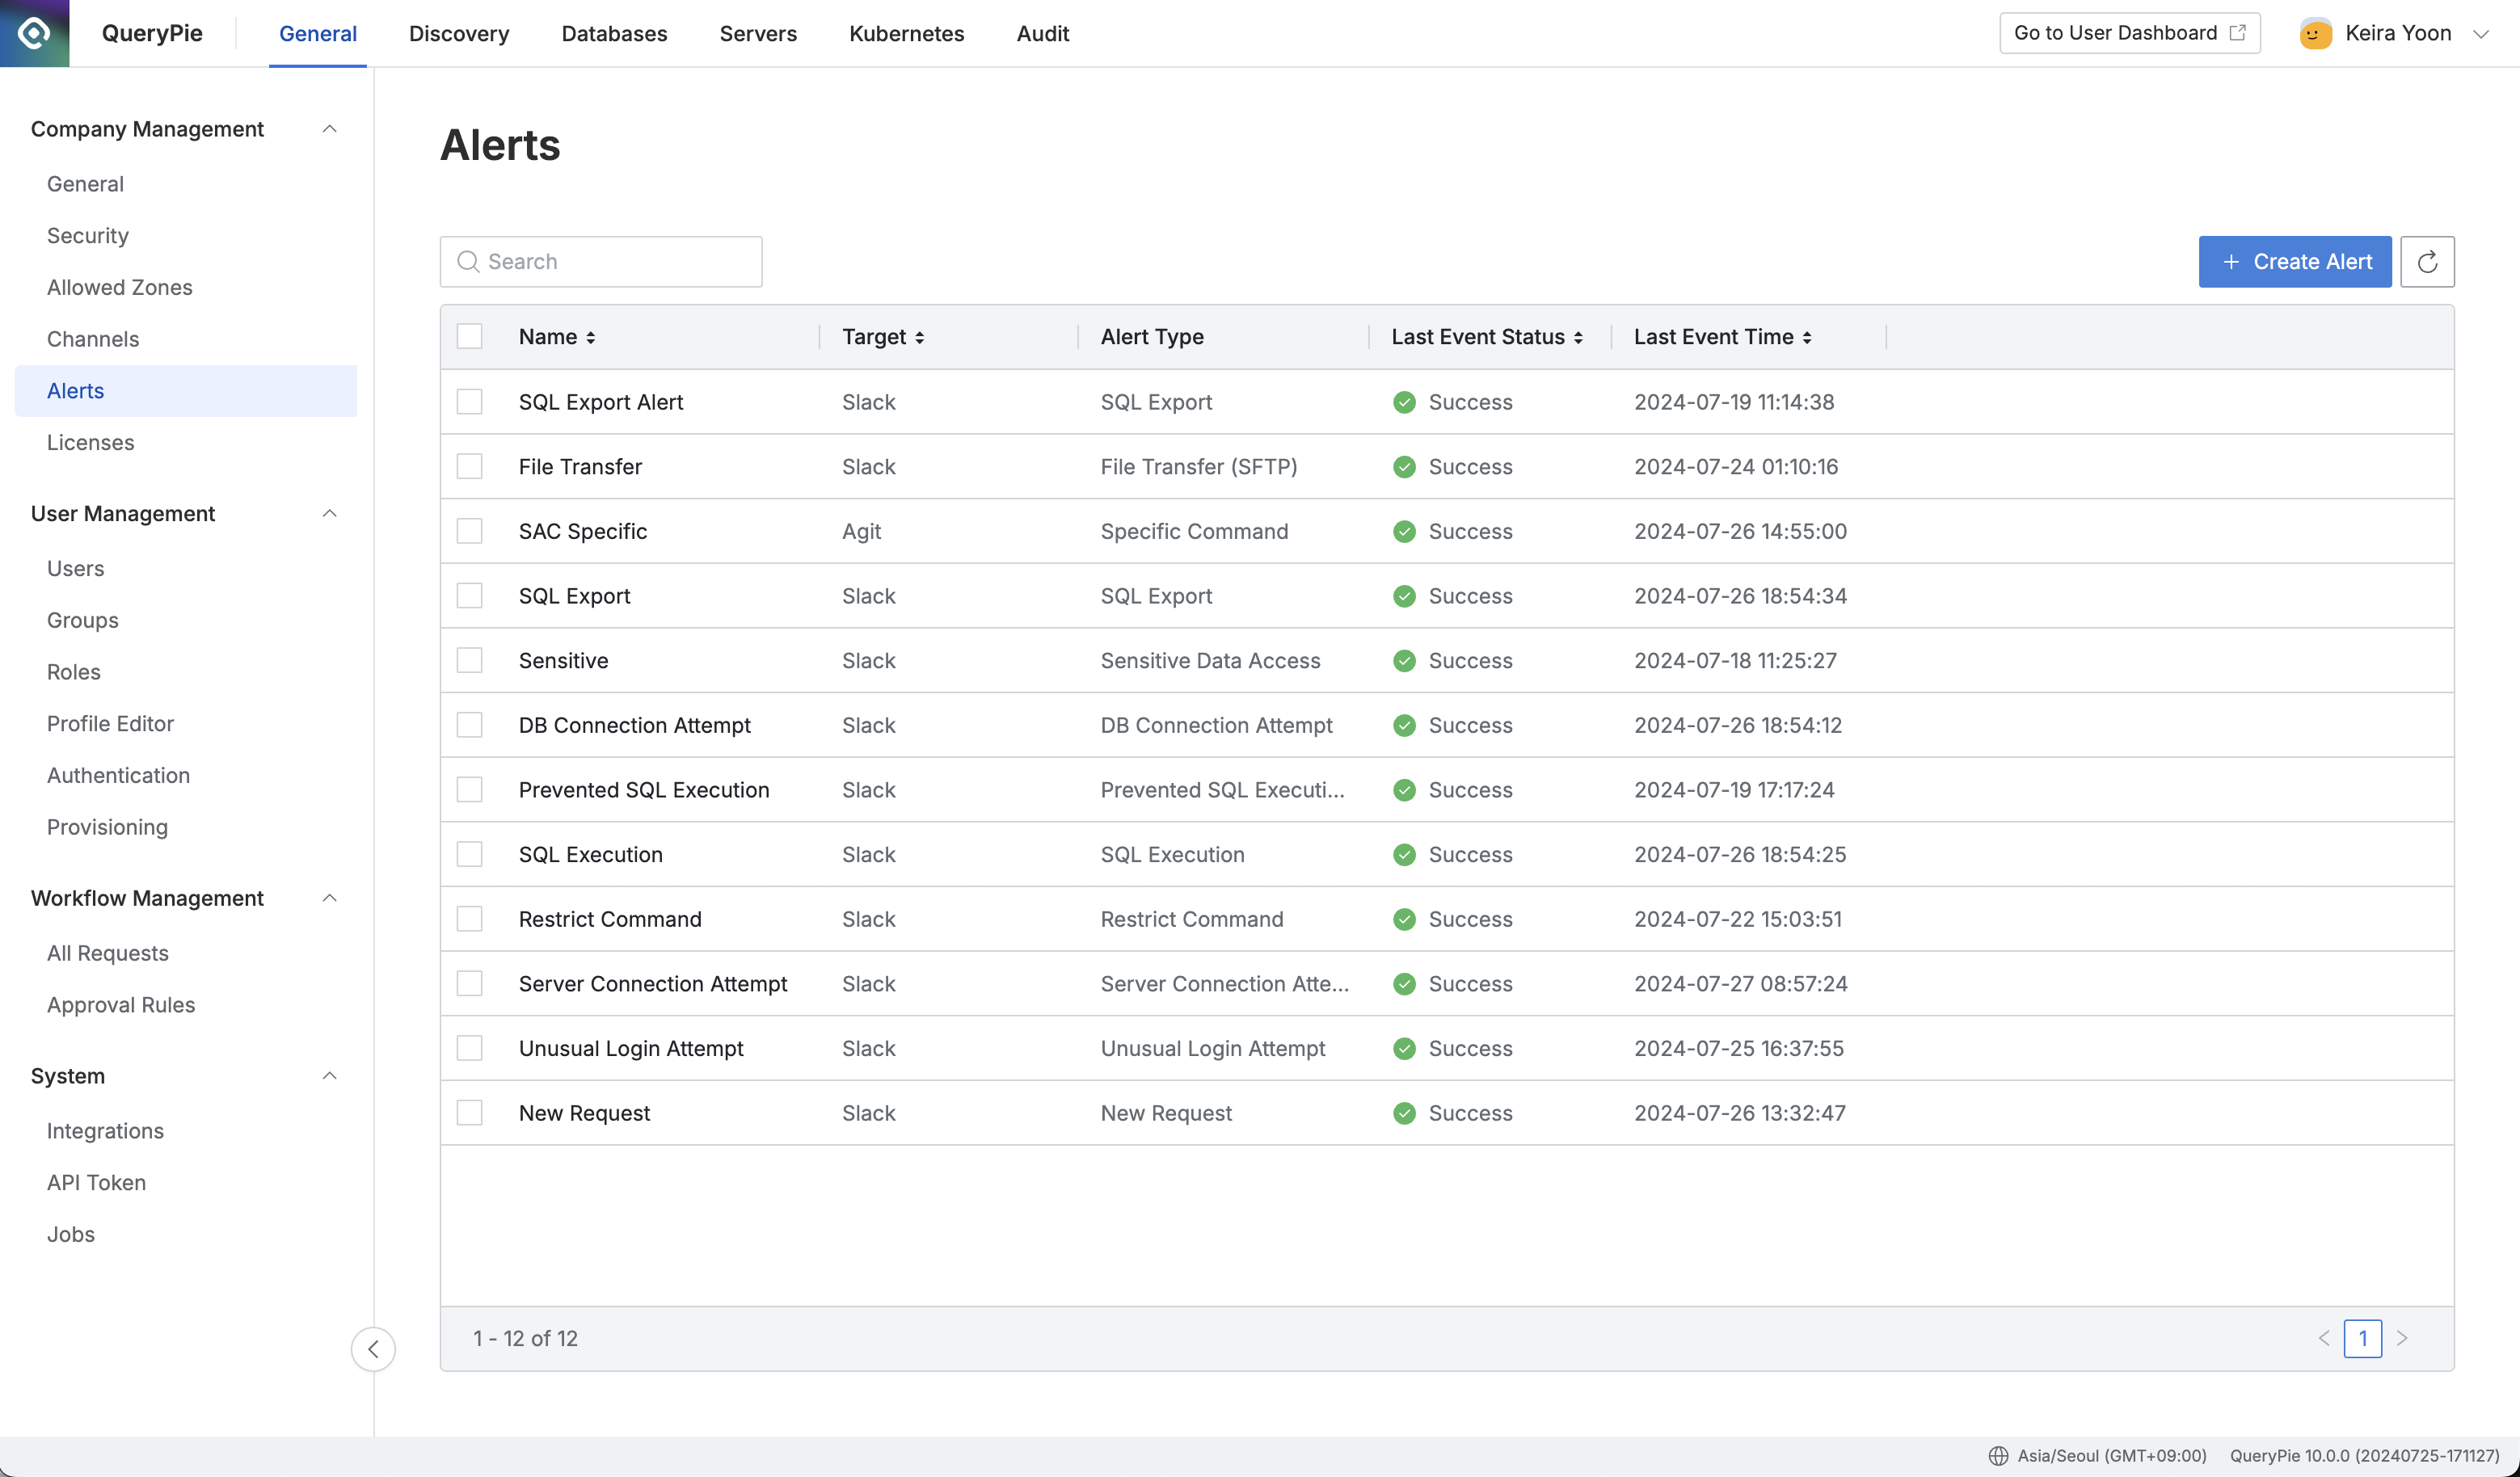 QueryPie General Discovery Databases Servers Kubernetes Audit Go to User Dashboard Keira Yoon
Company Management
General
Security
Allowed Zones
Channels
Alerts
Licenses
User Management
Users
Groups
Roles
Profile Editor
Authentication
Provisioning
Workflow Management
All Requests
Approval Rules
System
Integrations
API Token
Jobs
Alerts
Search Create Alert
Name Target Alert Type Last Event Status Last Event Time
SQL Export Alert Slack SQL Export Success 2024-07-19 11:14:38
File Transfer Slack File Transfer (SFTP) Success 2024-07-24 01:10:16
SAC Specific Agit Specific Command Success 2024-07-26 14:55:00
SQL Export Slack SQL Export Success 2024-07-26 18:54:34
Sensitive Slack Sensitive Data Access Success 2024-07-18 11:25:27
DB Connection Attempt Slack DB Connection Attempt Success 2024-07-26 18:54:12
Prevented SQL Execution Slack Prevented SQL Executi... Success 2024-07-19 17:17:24
SQL Execution Slack SQL Execution Success 2024-07-26 18:54:25
Restrict Command Slack Restrict Command Success 2024-07-22 15:03:51
Server Connection Attempt Slack Server Connection Atte... Success 2024-07-27 08:57:24
Unusual Login Attempt Slack Unusual Login Attempt Success 2024-07-25 16:37:55
New Request Slack New Request Success 2024-07-26 13:32:47
1 - 12 of 12 1
Asia/Seoul (GMT+09:00) QueryPie 10.0.0 (20240725-171127)